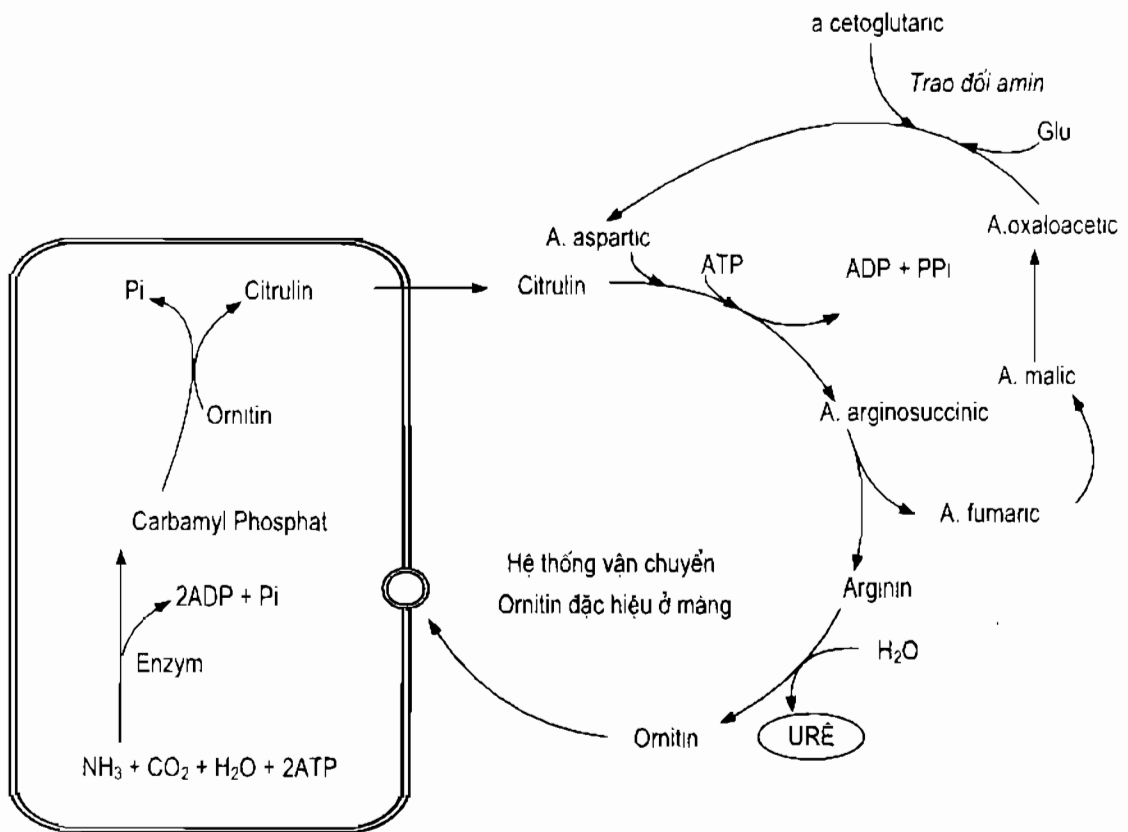 a cetoglutaric
Trao đổi amin
Glu
A. aspartic
A.oxaloacetic
Pi
Citrulin
Citrulin
ATP
ADP + PPi
Ornitin
A. malic
A. arginosuccinic
Carbamyl Phosphat
A. fumaric
2ADP + Pi
Hệ thống vận chuyển
Ornitin đặc hiệu ở màng
Arginin
Enzym
H₂O
Ornitin
URÊ
NH₃ + CO₂ + H₂O + 2ATP